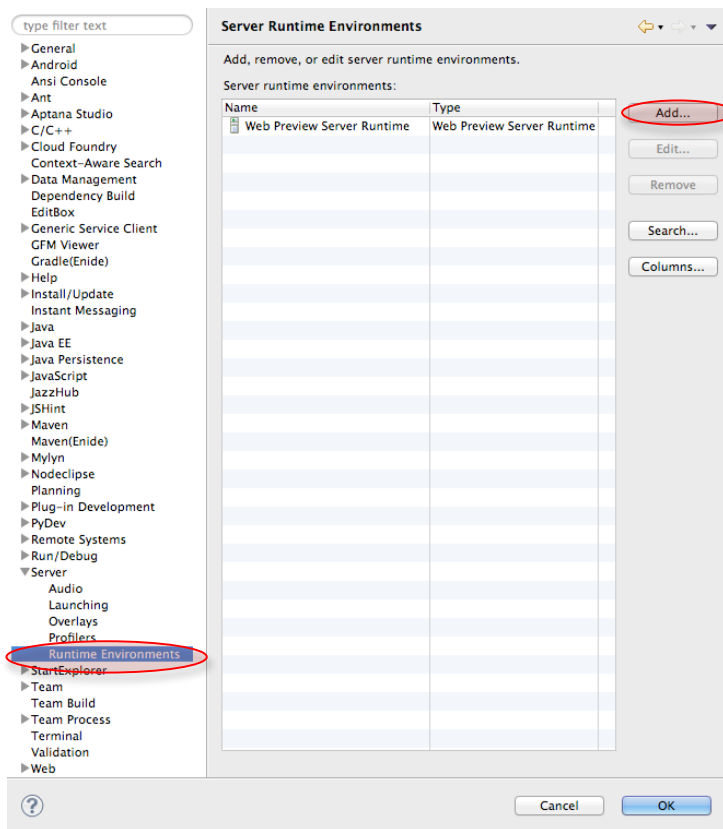 type filter text
General
Android
Ansi Console
Ant
Aptana Studio
C/C++
Cloud Foundry
Context-Aware Search
Data Management
Dependency Build
EditBox
Generic Service Client
GFM Viewer
Gradle(Enide)
Help
Install/Update
Instant Messaging
Java
Java EE
Java Persistence
JavaScript
JazzHub
JSHint
Maven
Maven(Enide)
Mylyn
Nodeclipse
Planning
Plug-in Development
PyDev
Remote Systems
Run/Debug
Server
Audio
Launching
Overlays
Profilers
Runtime Environments
StartExplorer
Team
Team Build
Team Process
Terminal
Validation
Web
Server Runtime Environments
Add, remove, or edit server runtime environments.
Server runtime environments:
Name Type
Web Preview Server Runtime Web Preview Server Runtime
Add...
Edit...
Remove
Search...
Columns...
? Cancel OK